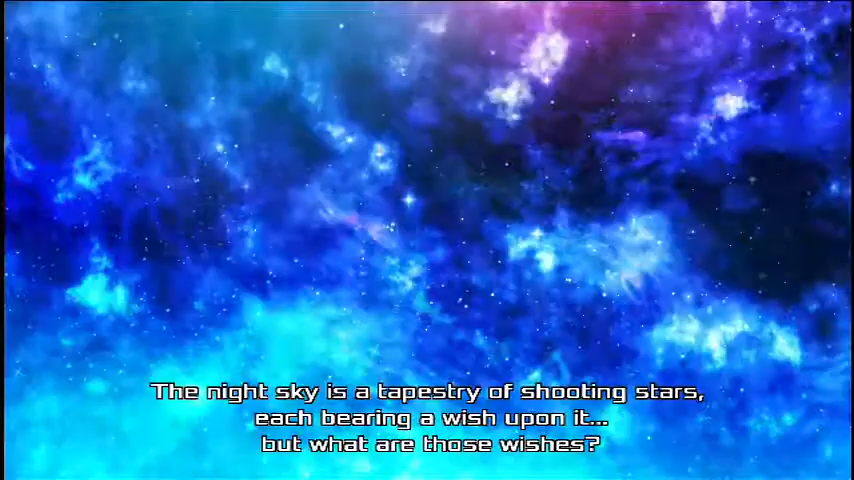 The night sky is a tapestry of shooting stars,
each bearing a wish upon it...
but what are those wishes?